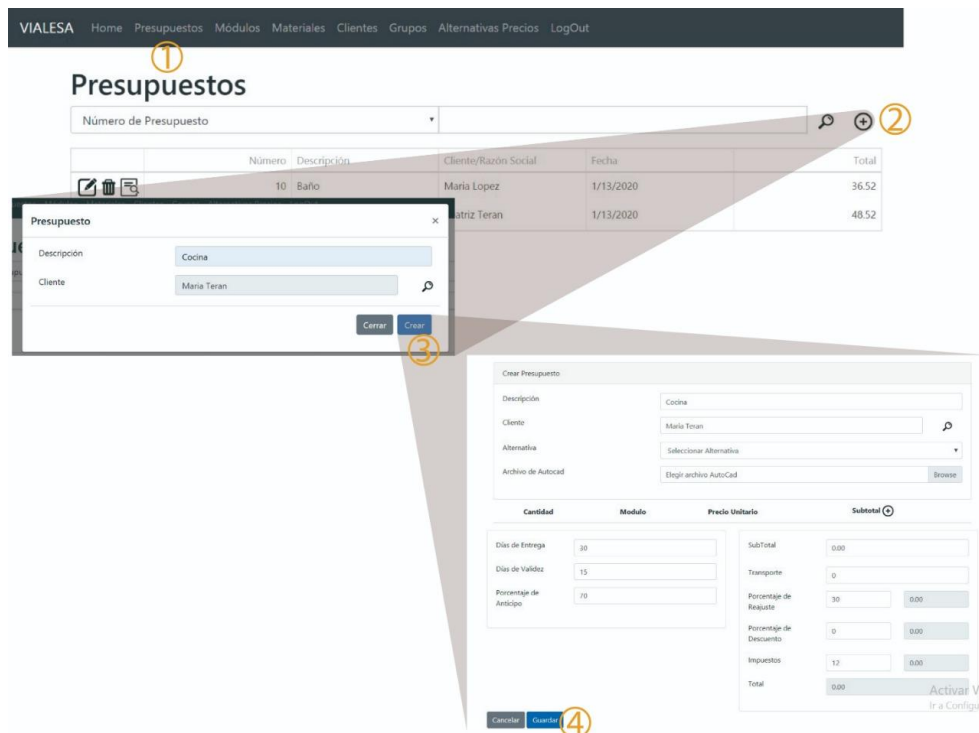 VIALESA Home Presupuestos Módulos Materiales Clientes Grupos Alternativas Precios LogOut
1
Presupuestos
Número de Presupuesto
2
Número Descripción Cliente/Razón Social Fecha Total
10 Baño Maria Lopez 1/13/2020 36.52
atriz Teran 1/13/2020 48.52
Presupuesto ×
Descripción Cocina
Cliente Maria Teran
Cerrar Crear
3
Crear Presupuesto
Descripción Cocina
Cliente Maria Teran
Alternativa Seleccionar Alternativa
Archivo de Autocad Elegir archivo AutoCad Browse
Cantidad Modulo Precio Unitario Subtotal
Días de Entrega 30
Días de Validez 15
Porcentaje de
Anticipo 70
SubTotal 0.00
Transporte 0
Porcentaje de
Reajuste 30 0.00
Porcentaje de
Descuento 0 0.00
Impuestos 12 0.00
Total 0.00
Activar V
Ir a Configu
Cancelar Guardar
4